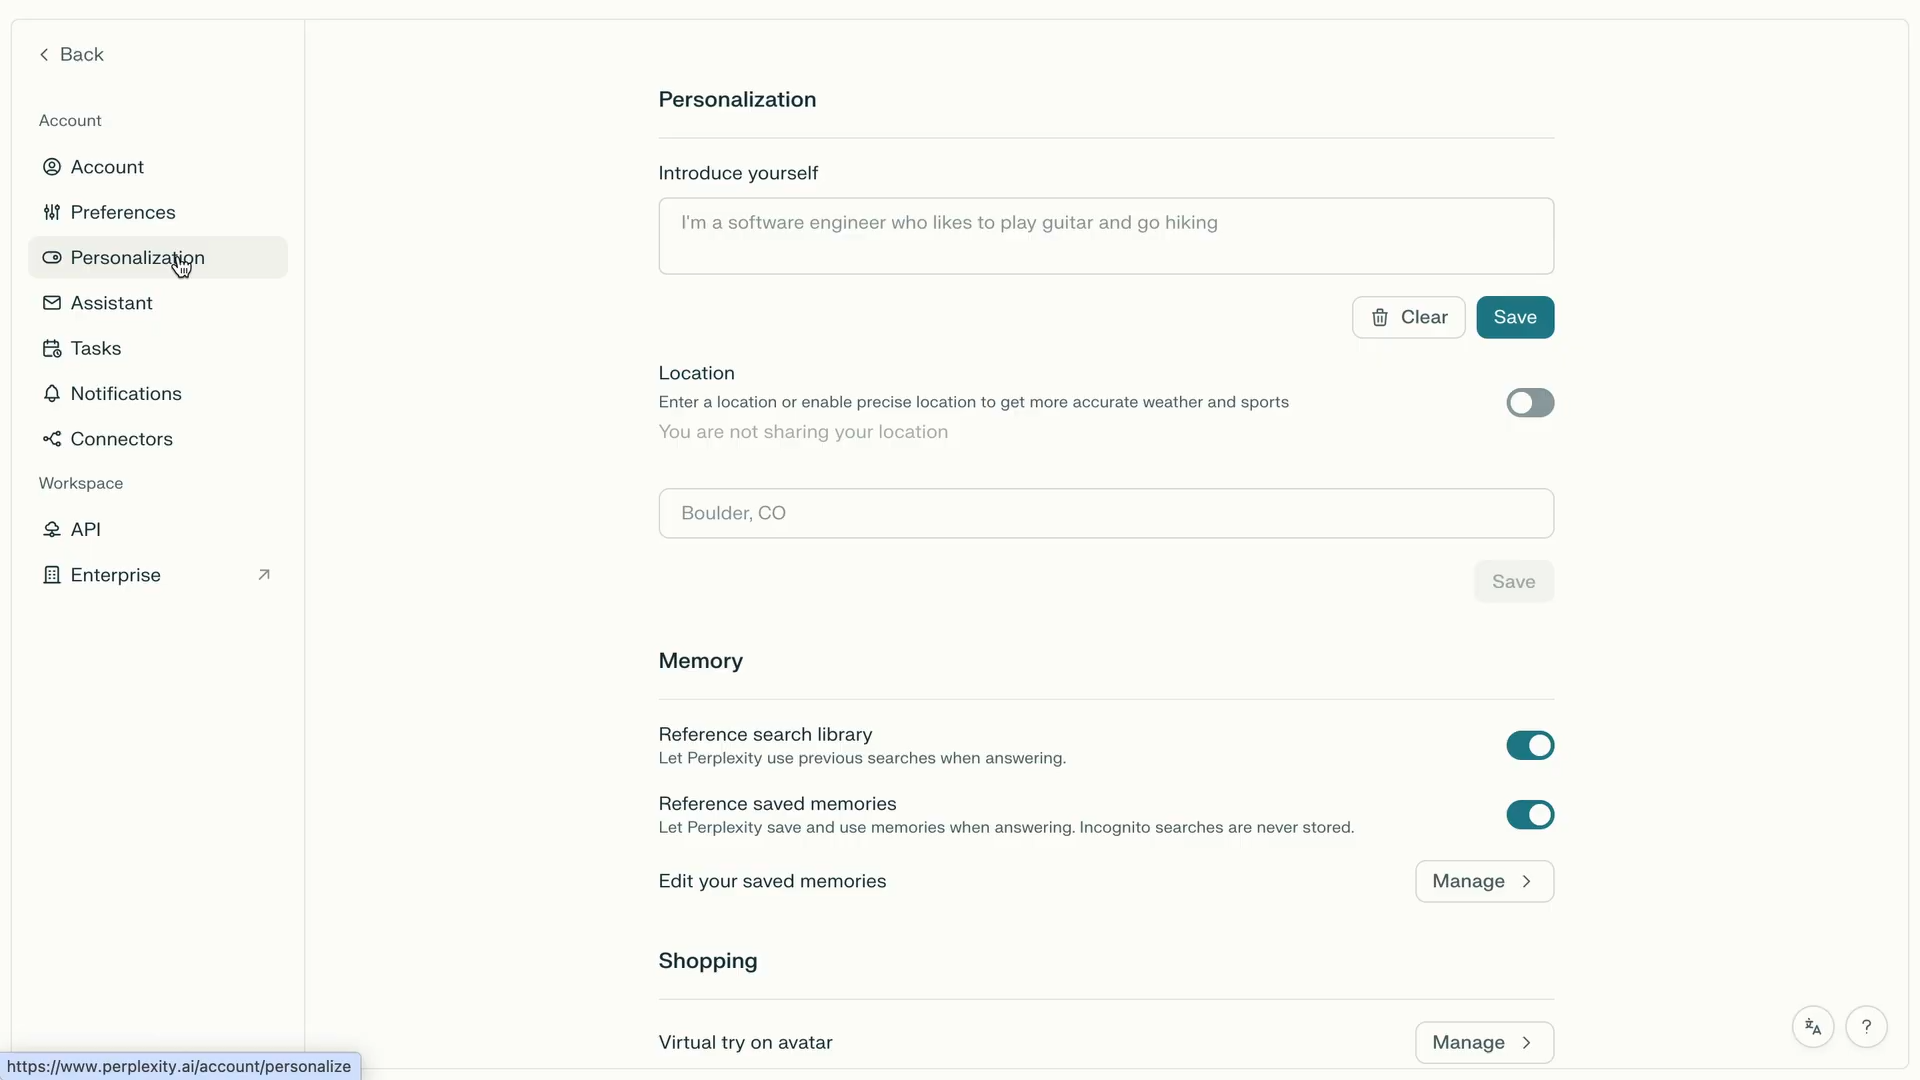 Back
Account
Account
Preferences
Personalization
Assistant
Tasks
Notifications
Connectors
Workspace
API
Enterprise
Personalization
Introduce yourself
I'm a software engineer who likes to play guitar and go hiking
Clear
Save
Location
Enter a location or enable precise location to get more accurate weather and sports
You are not sharing your location
Boulder, CO
Save
Memory
Reference search library
Let Perplexity use previous searches when answering.
Reference saved memories
Let Perplexity save and use memories when answering. Incognito searches are never stored.
Edit your saved memories
Manage
Shopping
Virtual try on avatar
Manage
文A
?
https://www.perplexity.ai/account/personalize